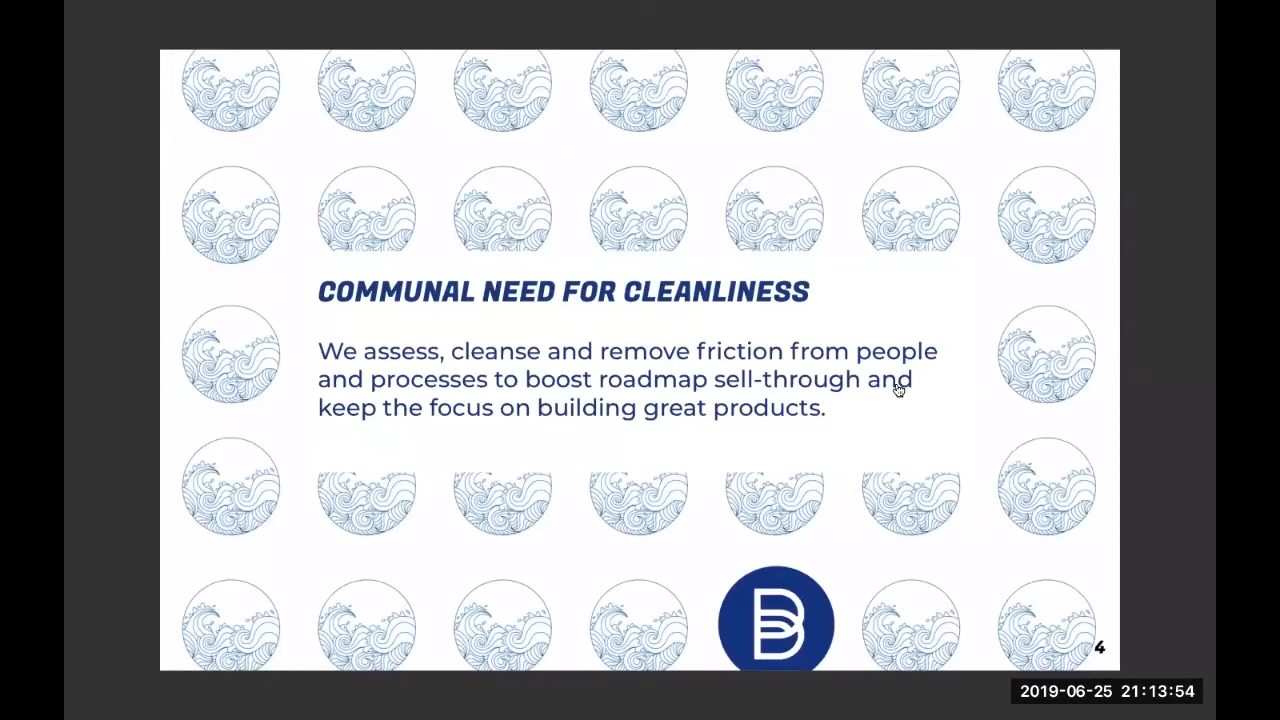 COMMUNAL NEED FOR CLEANLINESS
We assess, cleanse and remove friction from people
and processes to boost roadmap sell-through and
keep the focus on building great products.
B
4
2019-06-25 21:13:54